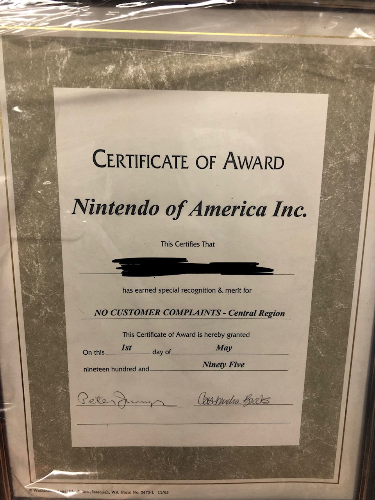 CERTIFICATE OF AWARD
Nintendo of America Inc.
This Certifies That
has earned special recognition & merit for
NO CUSTOMER COMPLAINTS - Central Region
This Certificate of Award is hereby granted
On this 1st day of May
nineteen hundred and Ninety Five
Peter